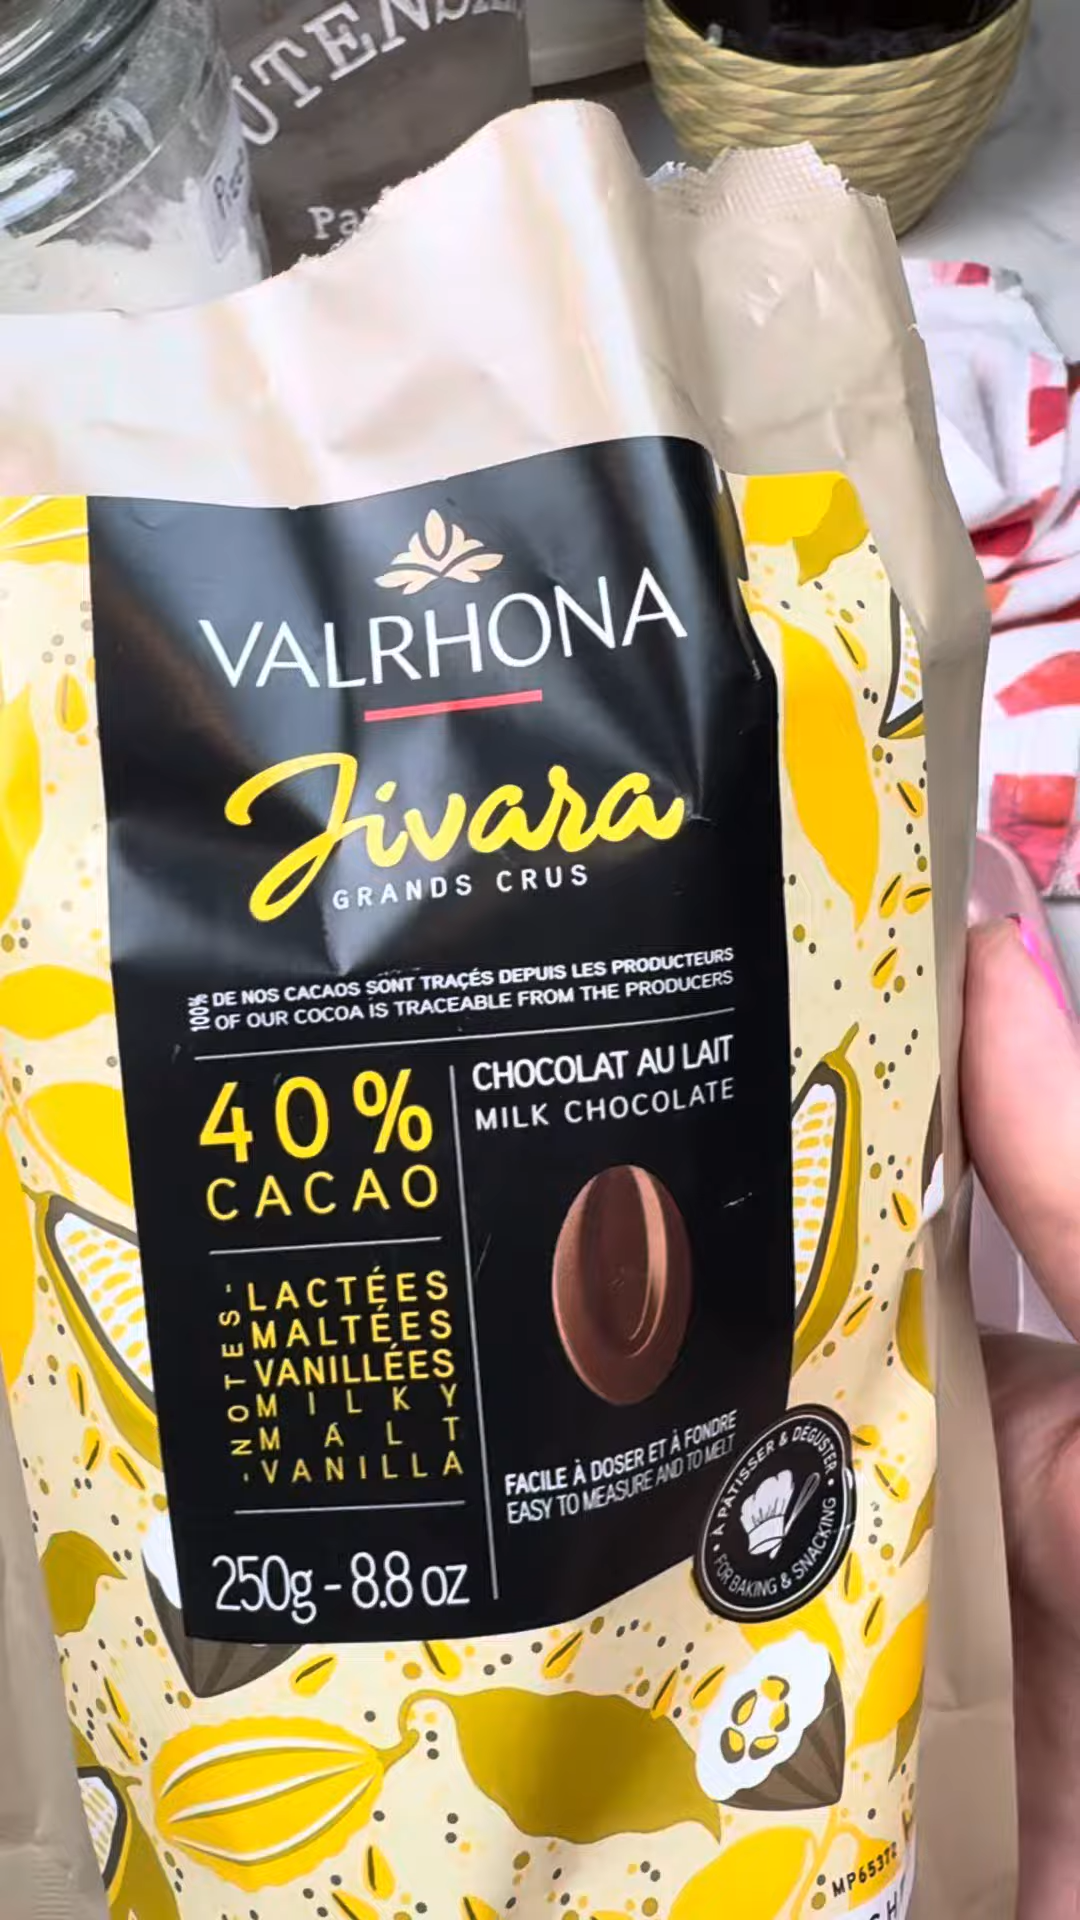 VALRHONA
Jivara
GRANDS CRUS
100% DE NOS CACAOS SONT TRAÇÉS DEPUIS LES PRODUCTEURS
OF OUR COCOA IS TRACEABLE FROM THE PRODUCERS
40%
CACAO
CHOCOLAT AU LAIT
MILK CHOCOLATE
NOTES
LACTÉES
MALTÉES
VANILLÉES
MILKY
MALT
VANILLA
FACILE À DOSER ET À FONDRE
EASY TO MEASURE AND TO MELT
À PÂTISSER & DÉGUSTER
FOR BAKING & SNACKING
250g - 8.8 oz